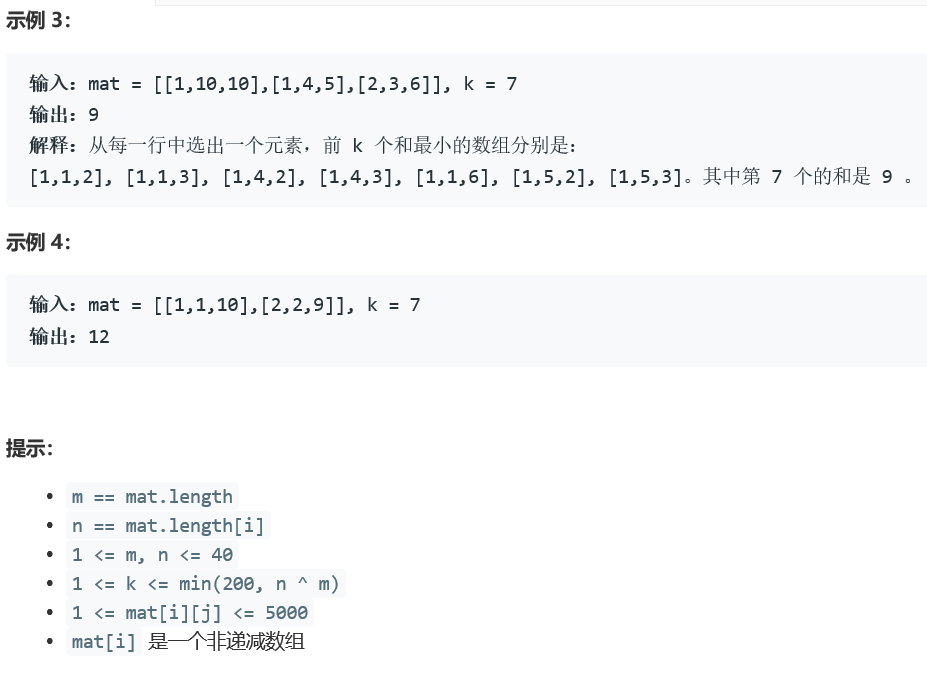 示例 3：
输入：mat = [[1,10,10],[1,4,5],[2,3,6]], k = 7
输出：9
解释：从每一行中选出一个元素，前 k 个和最小的数组分别是：
[1,1,2], [1,1,3], [1,4,2], [1,4,3], [1,1,6], [1,5,2], [1,5,3]。其中第 7 个的和是 9 。
示例 4：
输入：mat = [[1,1,10],[2,2,9]], k = 7
输出：12
提示：
• m == mat.length
• n == mat.length[i]
• 1 <= m, n <= 40
• 1 <= k <= min(200, n ^ m)
• 1 <= mat[i][j] <= 5000
• mat[i] 是一个非递减数组